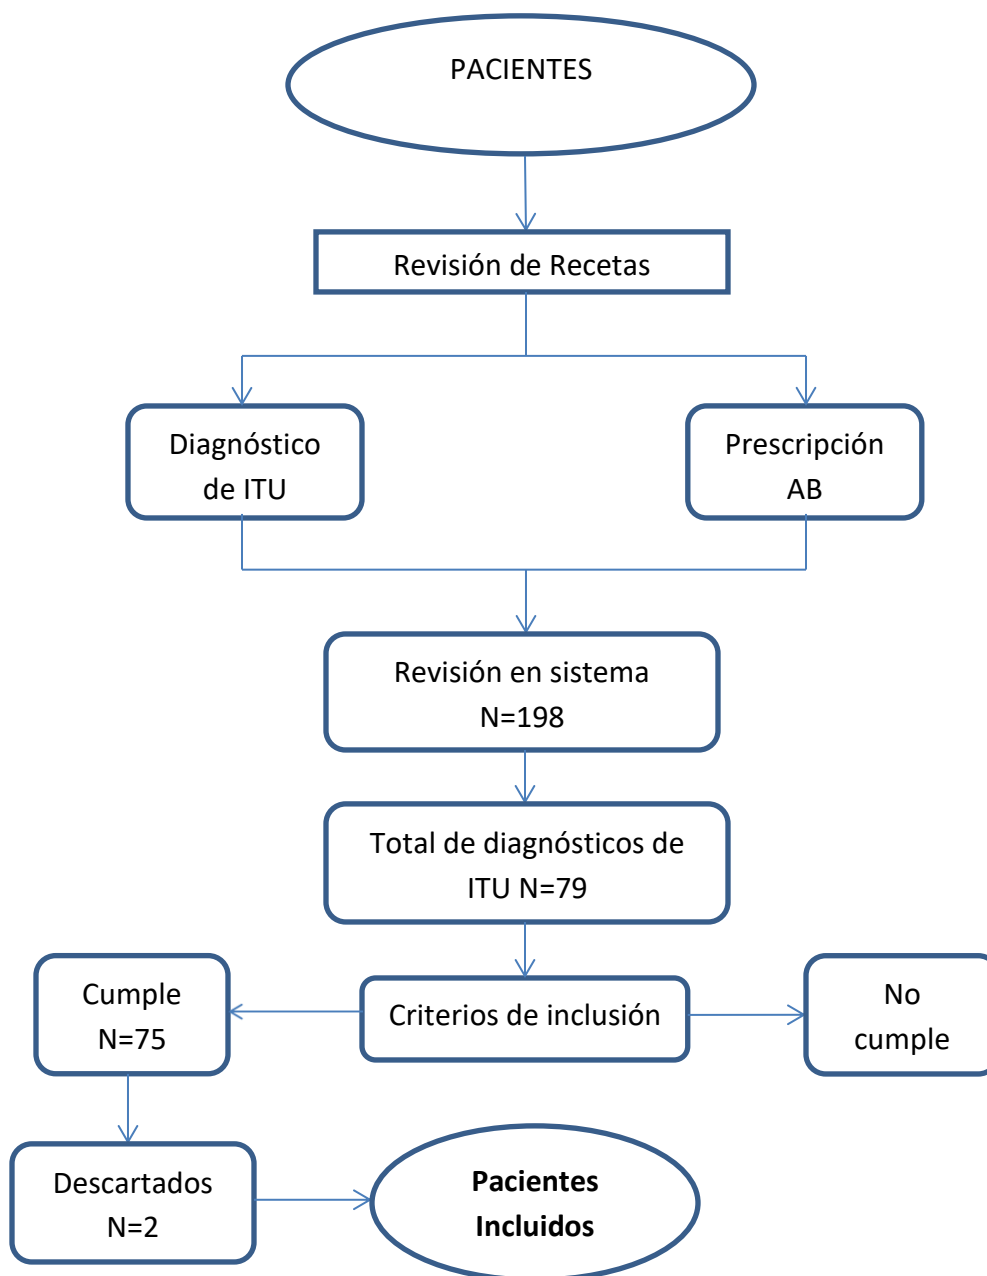 PACIENTES
Revisión de Recetas
Diagnóstico
de ITU
Prescripción
AB
Revisión en sistema
N=198
Total de diagnósticos de
ITU N=79
Cumple
N=75
Criterios de inclusión
No
cumple
Descartados
N=2
Pacientes
Incluidos